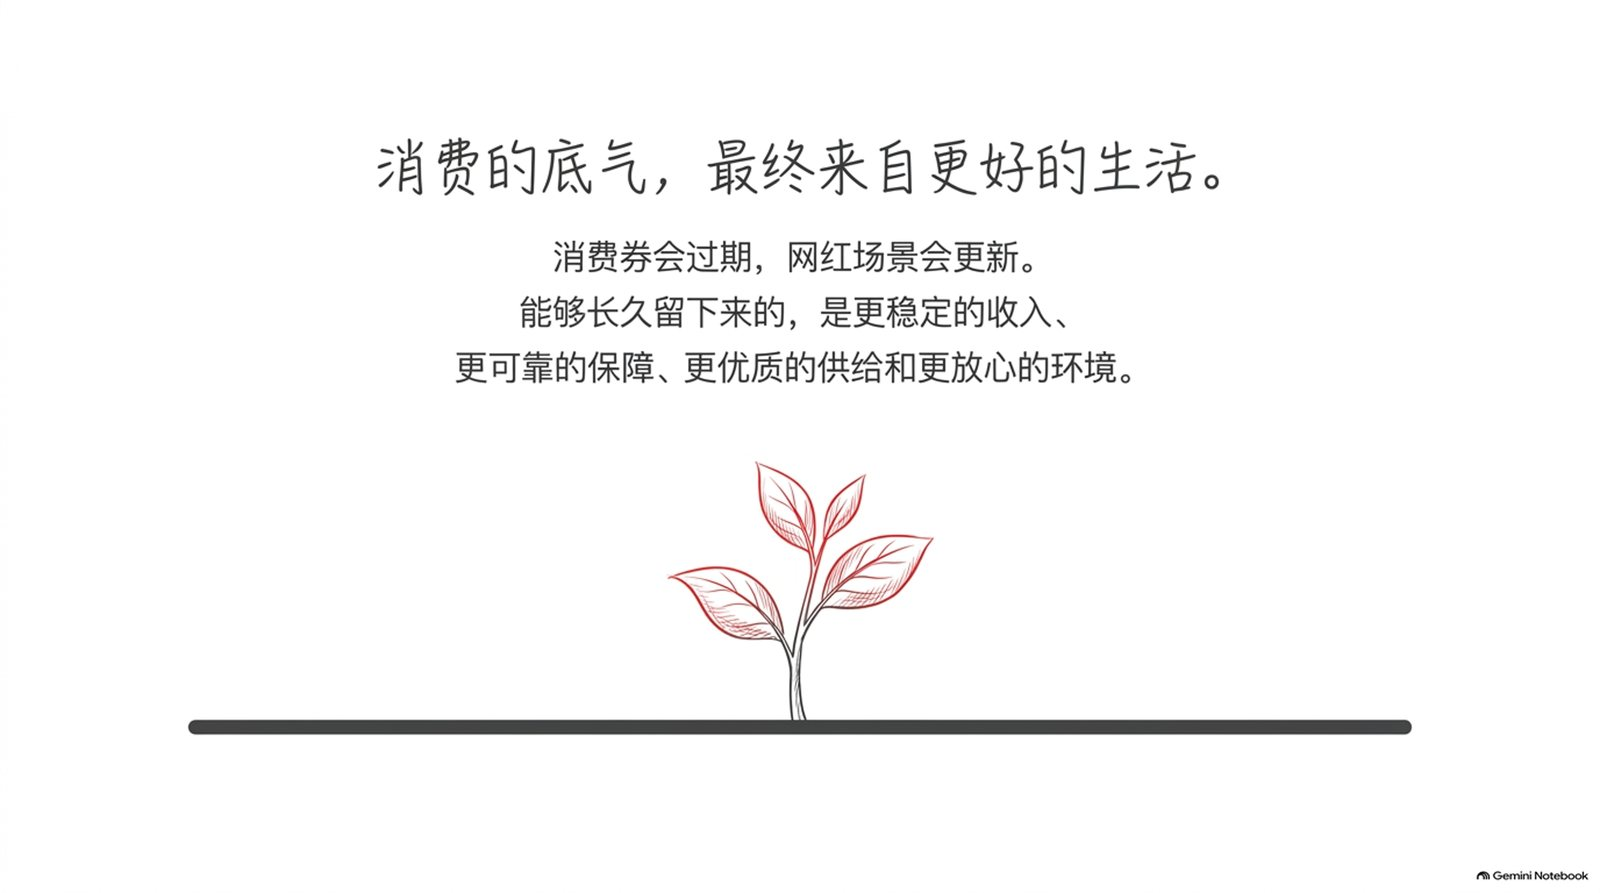 消费的底气，最终来自更好的生活。
消费券会过期，网红场景会更新。
能够长久留下来的，是更稳定的收入、
更可靠的保障、更优质的供给和更放心的环境。
Gemini Notebook